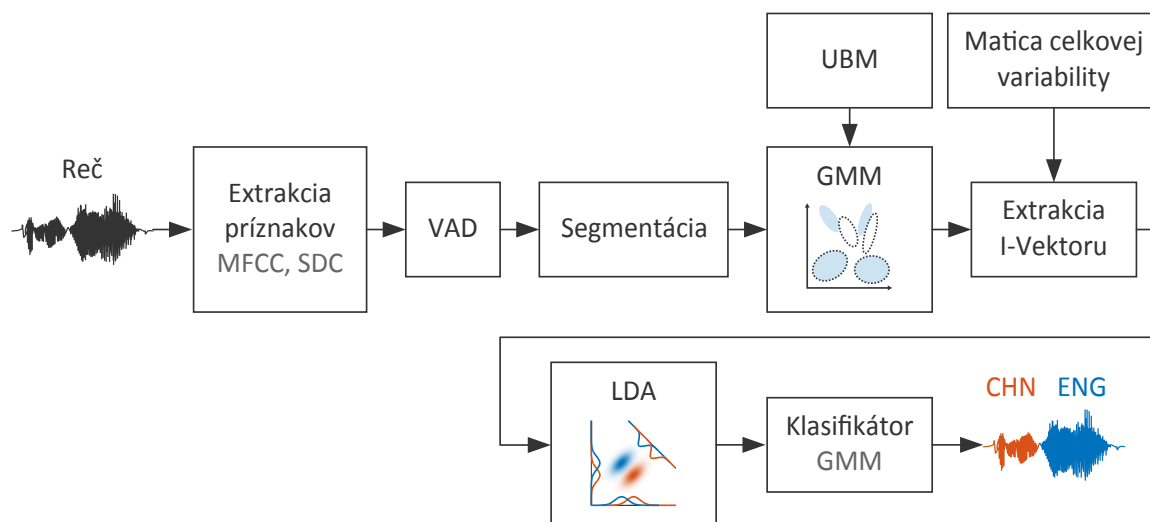 UBM
Matica celkovej
variability
Reč
Extrakcia
príznakov
MFCC, SDC
VAD
Segmentácia
GMM
Extrakcia
I-Vektoru
LDA
Klasifikátor
GMM
CHN ENG